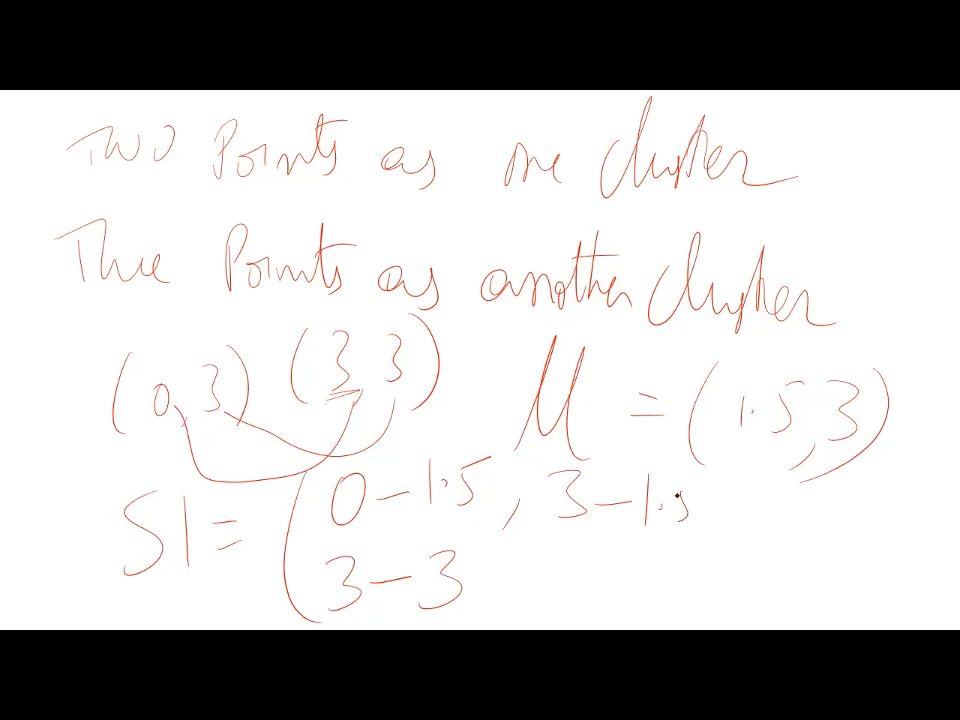 Two Points as one cluster
Three Points as another cluster
(0,3) (3,3) M = (1.5,3)
S1 = ( 0-1.5, 3-1.5
3-3